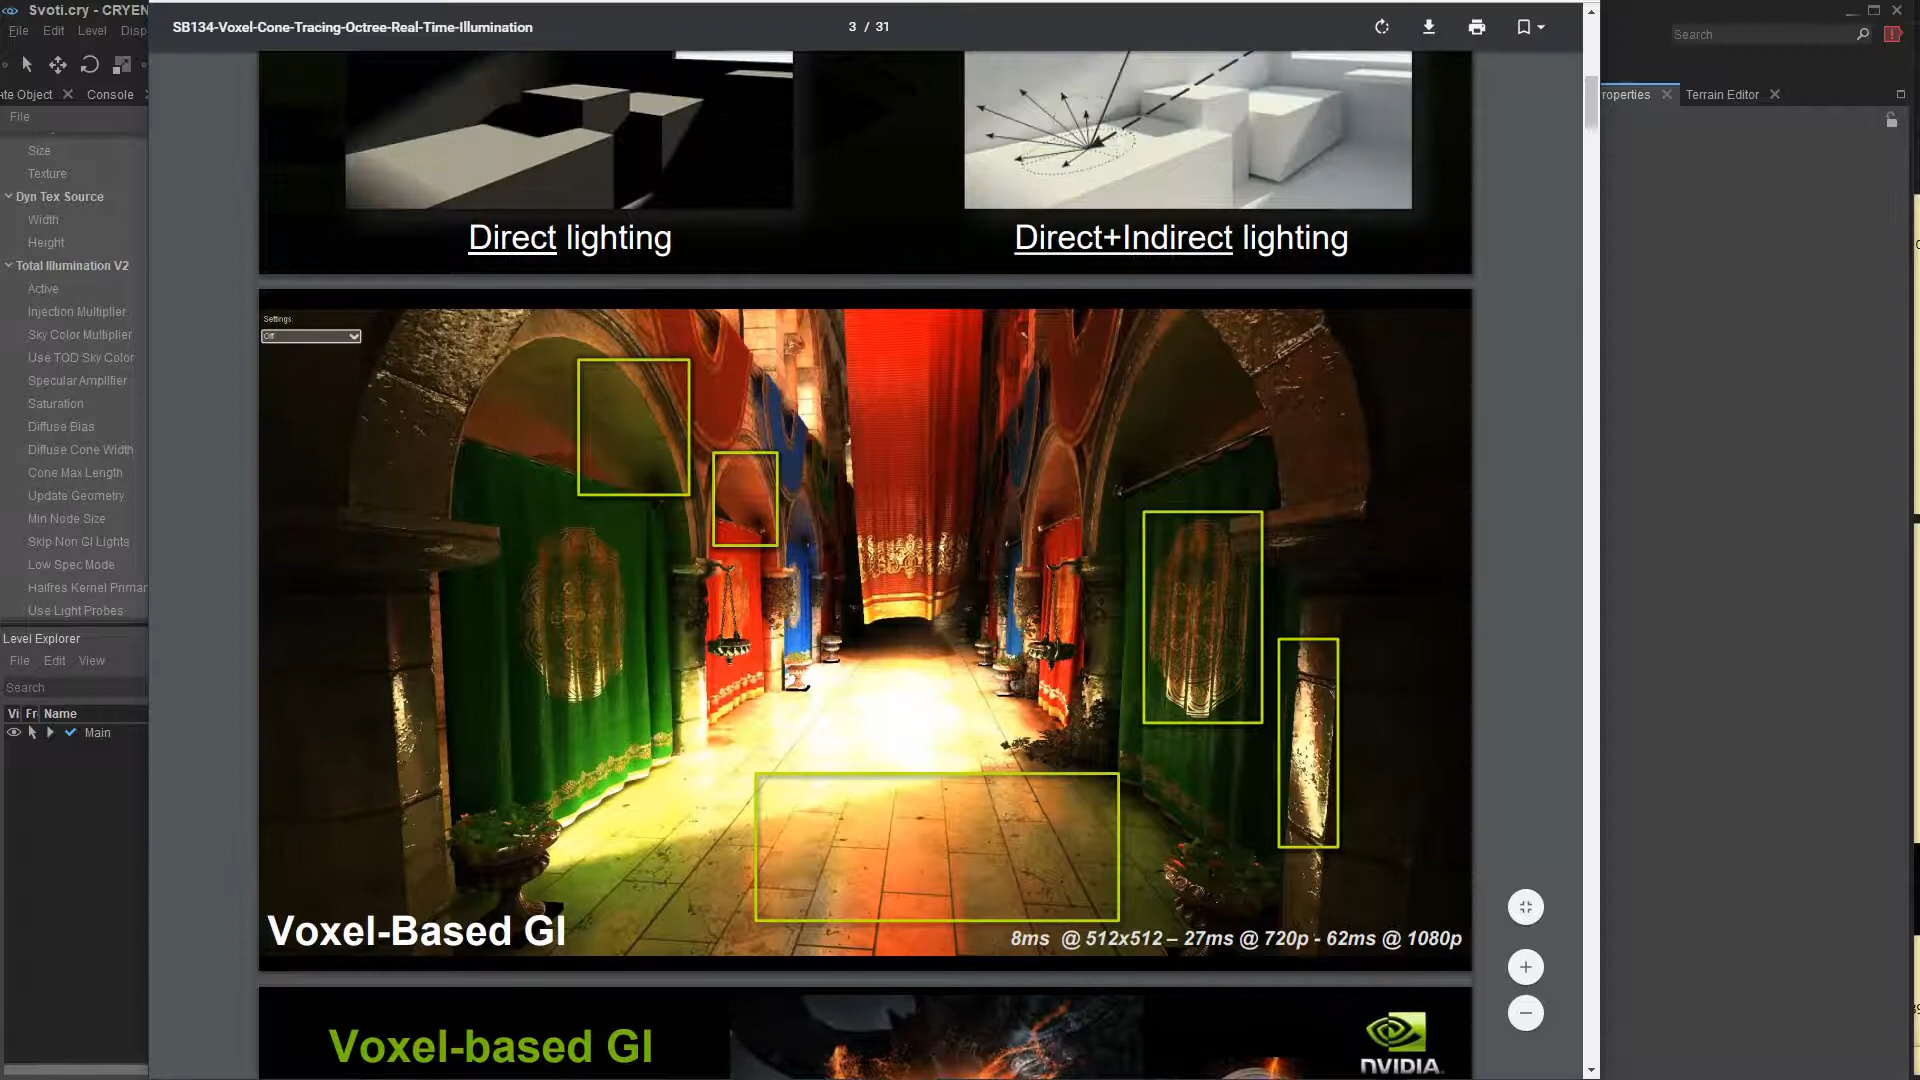 Svoti.cry - CRYEN
File Edit Level Disp
ate Object
Console
File
Size
Texture
Dyn Tex Source
Width
Height
Total Illumination V2
Active
Injection Multiplier
Sky Color Multiplier
Use TOD Sky Color
Specular Amplifier
Saturation
Diffuse Bias
Diffuse Cone Width
Cone Max Length
Update Geometry
Min Node Size
Skip Non GI Lights
Low Spec Mode
Halfres Kernel Primar
Use Light Probes
Level Explorer
File Edit View
Search
Vi Fr Name
Main
SB134-Voxel-Cone-Tracing-Octree-Real-Time-Illumination
3 / 31
Direct lighting
Direct+Indirect lighting
Settings:
Off
Voxel-Based GI
8ms @ 512x512 – 27ms @ 720p - 62ms @ 1080p
Voxel-based GI
NVIDIA.
Search
roperties
Terrain Editor